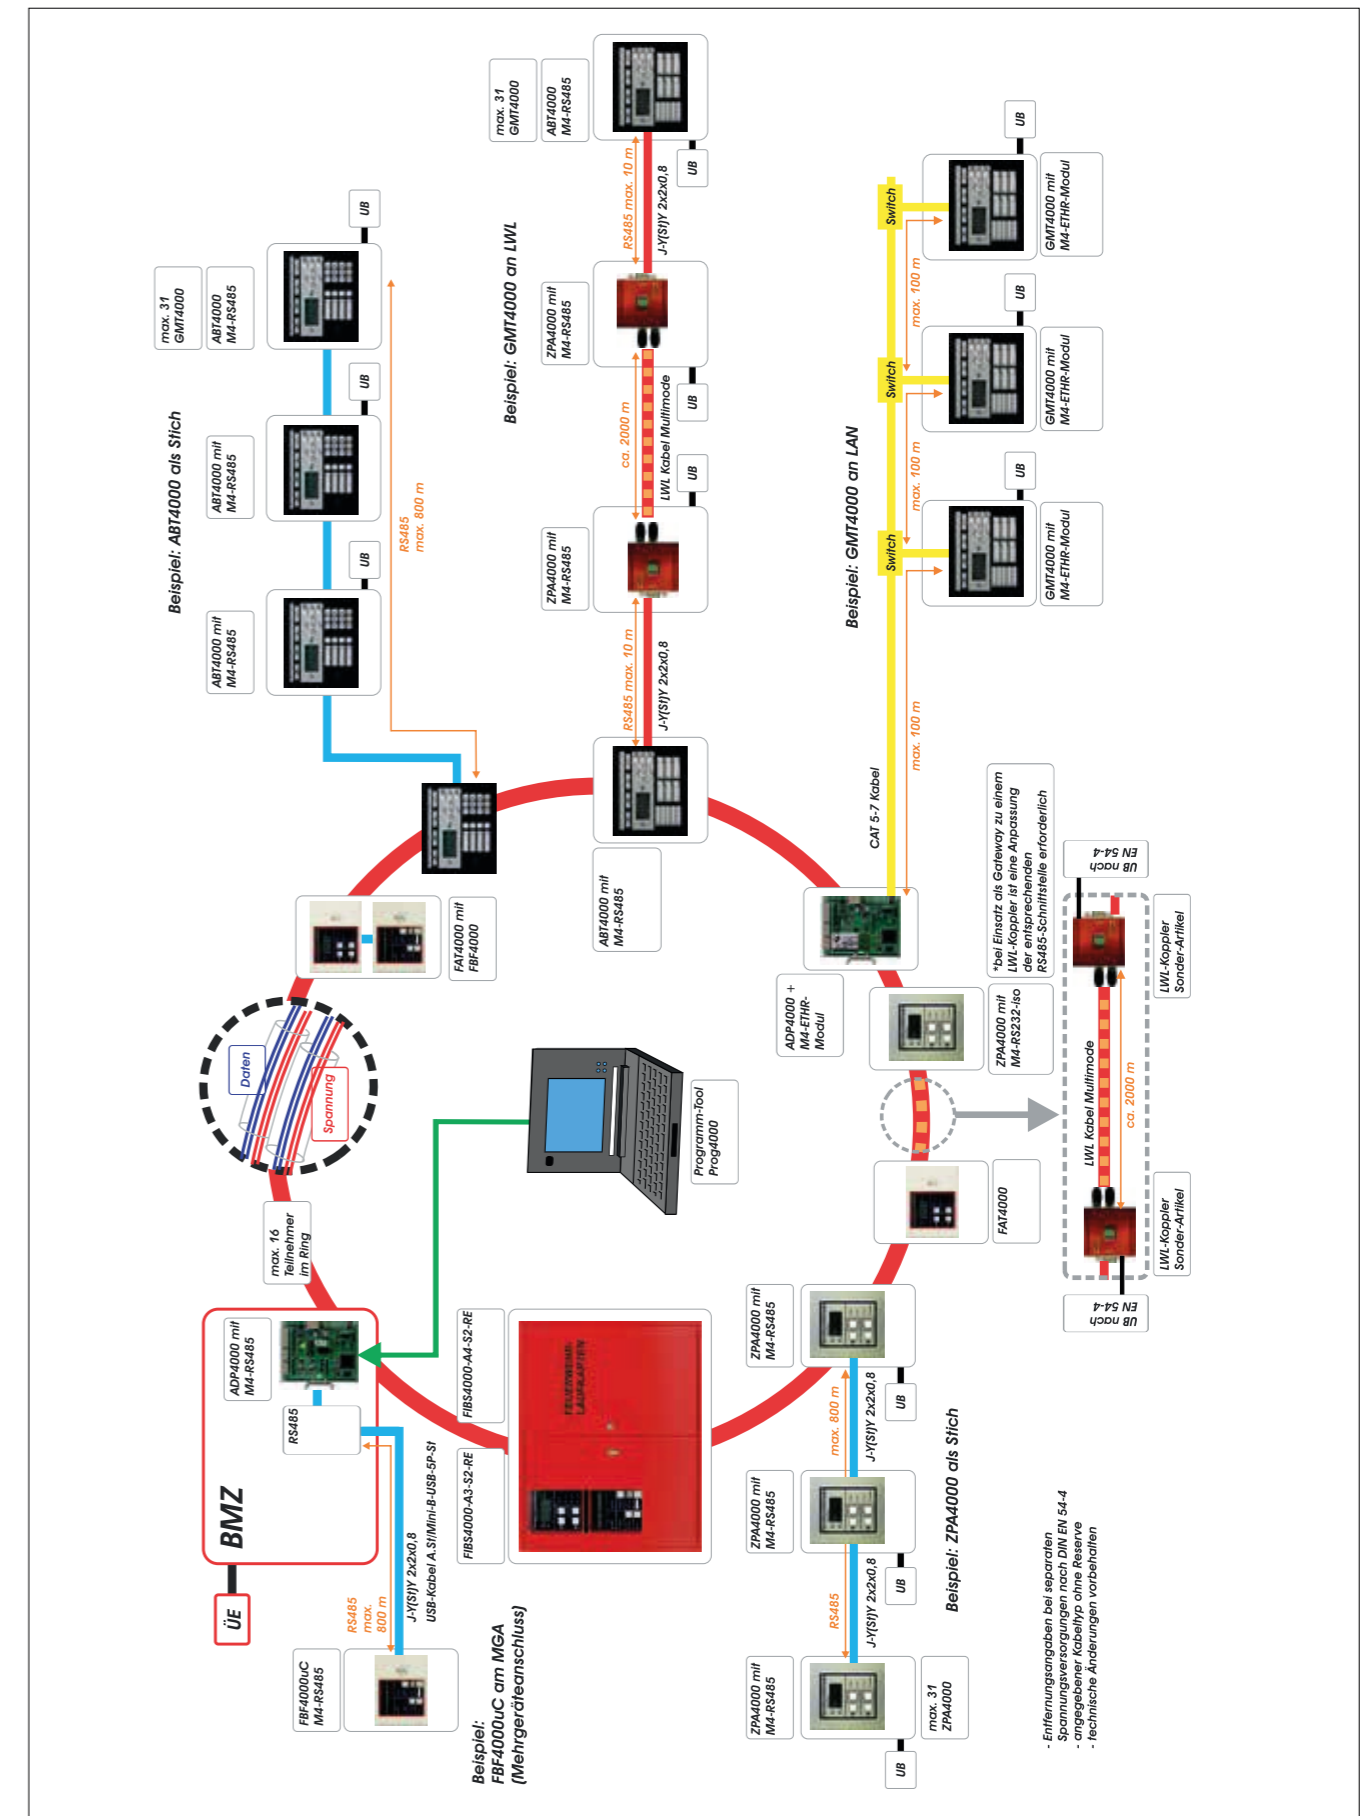 ÜE
BMZ
RS485
ADP4000 mit
M4-RS485
max. 16
Teilnehmer
im Ring
Daten
Spannung
FAT4000 mit
FBF4000
Beispiel: ABT4000 als Stich
ABT4000 mit
M4-RS485
UB
ABT4000 mit
M4-RS485
UB
max. 31
GMT4000
ABT4000
M4-RS485
UB
RS485
max. 800 m
FBF4000uC
M4-RS485
RS485
max.
800 m
J-Y(St)Y 2x2x0,8
USB-Kabel A.St/Mini-B-USB-5P-St
Beispiel:
FBF4000uC am MGA
(Mehrgeräteanschluss)
FIBS4000-A3-S2-RE
FIBS4000-A4-S2-RE
FEUERWEHR-
LAUFKARTEN
Programm-Tool
Prog4000
Beispiel: GMT4000 an LWL
ABT4000 mit
M4-RS485
RS485 max. 10 m
J-Y(St)Y 2x2x0,8
ZPA4000 mit
M4-RS485
UB
ca. 2000 m
LWL Kabel Multimode
ZPA4000 mit
M4-RS485
UB
RS485 max. 10 m
J-Y(St)Y 2x2x0,8
max. 31
GMT4000
ABT4000
M4-RS485
UB
ZPA4000 mit
M4-RS485
max. 31
ZPA4000
UB
RS485
J-Y(St)Y 2x2x0,8
ZPA4000 mit
M4-RS485
UB
max. 800 m
J-Y(St)Y 2x2x0,8
ZPA4000 mit
M4-RS485
UB
Beispiel: ZPA4000 als Stich
FAT4000
ZPA4000 mit
M4-RS232-iso
ADP4000 +
M4-ETHR-
Modul
*bei Einsatz als Gateway zu einem
LWL-Koppler ist eine Anpassung
der entsprechenden
RS485-Schnittstelle erforderlich
Beispiel: GMT4000 an LAN
CAT 5-7 Kabel
max. 100 m
Switch
max. 100 m
Switch
max. 100 m
Switch
GMT4000 mit
M4-ETHR-Modul
UB
GMT4000 mit
M4-ETHR-Modul
UB
GMT4000 mit
M4-ETHR-Modul
UB
UB nach
EN 54-4
LWL-Koppler
Sonder-Artikel
LWL Kabel Multimode
ca. 2000 m
UB nach
EN 54-4
LWL-Koppler
Sonder-Artikel
- Entfernungsangaben bei separaten
Spannungsversorgungen nach DIN EN 54-4
- angegebener Kabeltyp ohne Reserve
- technische Änderungen vorbehalten